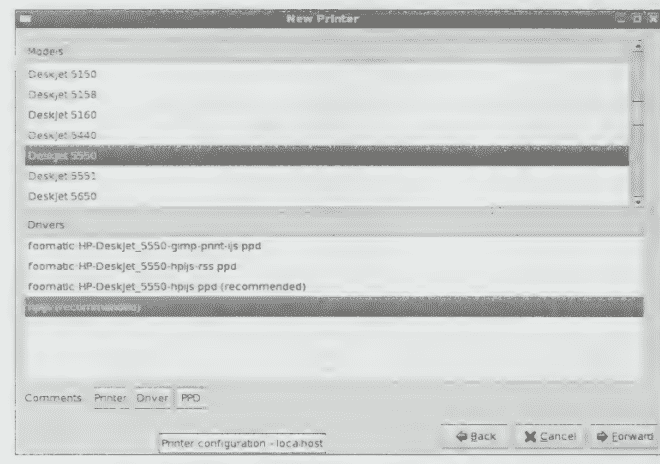 New Printer
Models
Deskjet 5150
Deskjet 5158
Deskjet 5160
Deskjet 5440
Deskjet 5550
Deskjet 5551
Deskjet 5650
Drivers
foomatic HP-DeskJet_5550-gimp-print-ijs ppd
foomatic HP-DeskJet_5550-hpijs-rss ppd
foomatic HP-DeskJet_5550-hpijs ppd (recommended)
(recommended)
Comments Printer Driver PPD
Back Cancel Forward
Printer configuration - localhost